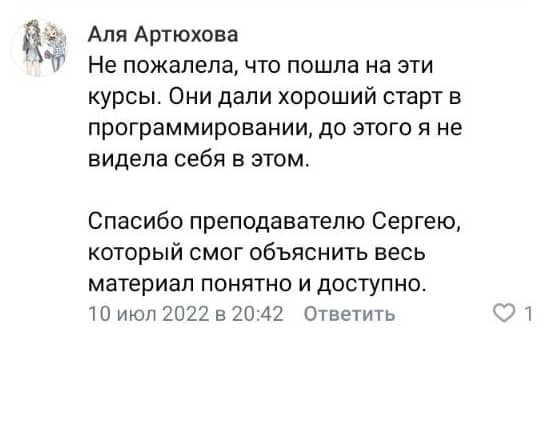 Аля Артюхова
Не пожалела, что пошла на эти
курсы. Они дали хороший старт в
программировании, до этого я не
видела себя в этом.
Спасибо преподавателю Сергею,
который смог объяснить весь
материал понятно и доступно.
10 июл 2022 в 20:42 Ответить 1